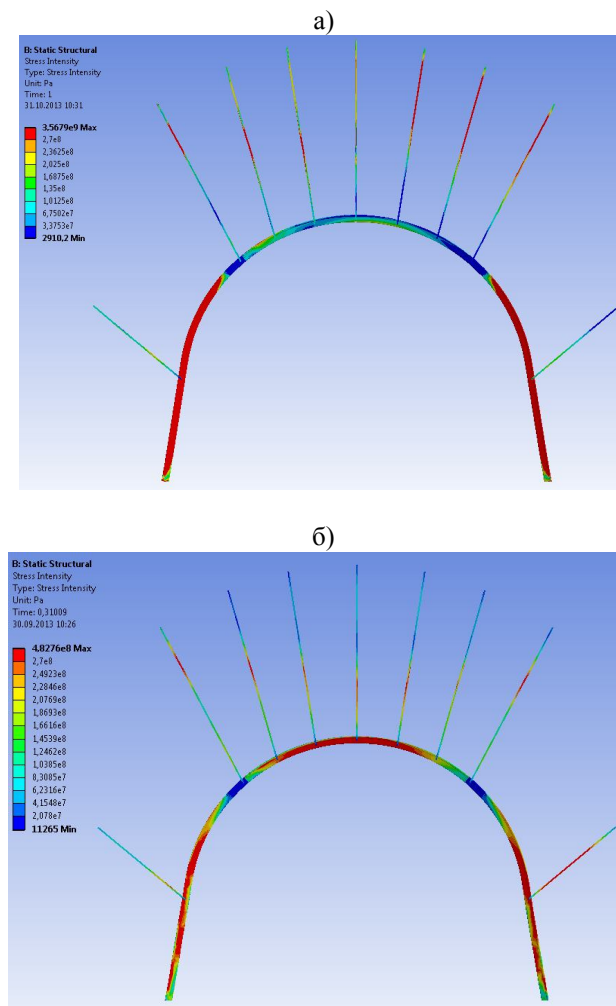 а)
B: Static Structural
Stress Intensity
Type: Stress Intensity
Unit: Pa
Time: 1
31.10.2013 10:31
3,5679e9 Max
2,7e8
2,3625e8
2,025e8
1,6875e8
1,35e8
1,0125e8
6,7502e7
3,3753e7
2910,2 Min
б)
B: Static Structural
Stress Intensity
Type: Stress Intensity
Unit: Pa
Time: 0,31009
30.09.2013 10:26
4,8276e8 Max
2,7e8
2,4923e8
2,2846e8
2,0769e8
1,8693e8
1,6616e8
1,4539e8
1,2462e8
1,0385e8
8,3085e7
6,2316e7
4,1548e7
2,078e7
11265 Min